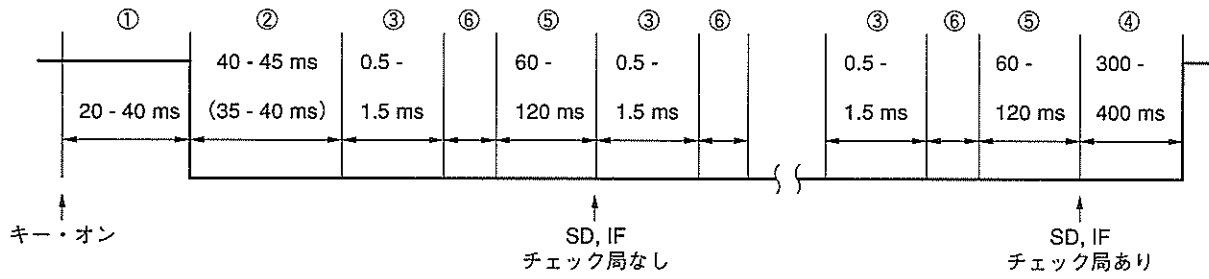 ① ② ③ ⑥ ⑤ ③ ⑥ ③ ⑥ ⑤ ④
40 - 45 ms 0.5 - 60 - 0.5 - 0.5 - 60 - 300 -
20 - 40 ms (35 - 40 ms) 1.5 ms 120 ms 1.5 ms 1.5 ms 120 ms 400 ms
キー・オン SD, IF SD, IF
チェック局なし チェック局あり